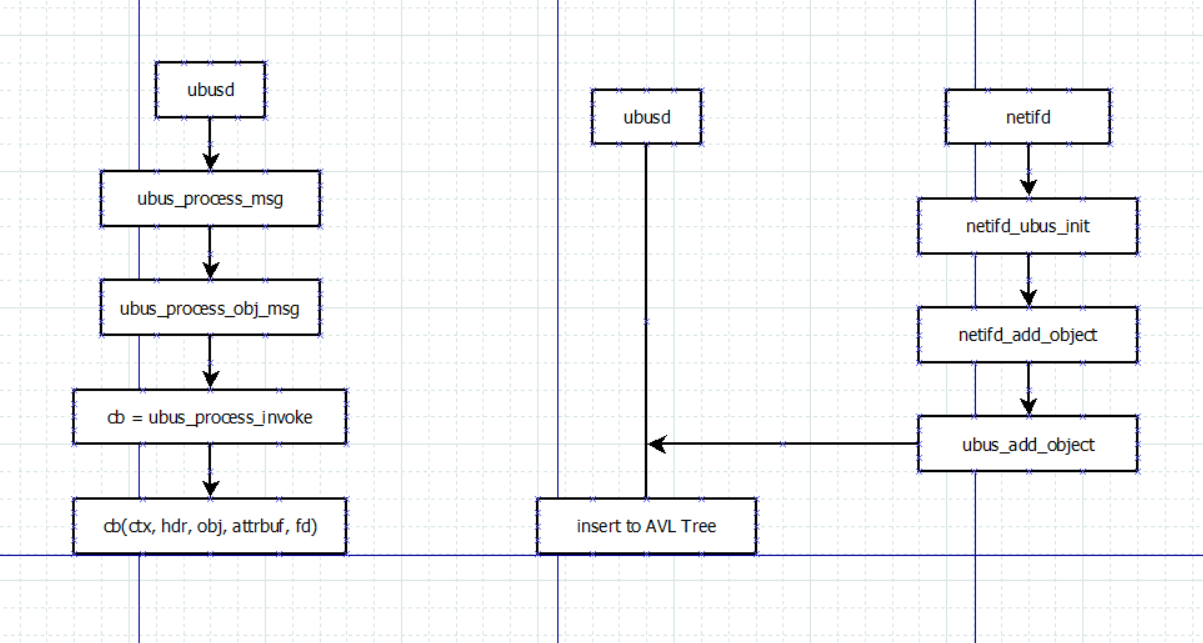 ubusd
ubus_process_msg
ubus_process_obj_msg
cb = ubus_process_invoke
cb(ctx, hdr, obj, attrbuf, fd)
ubusd
insert to AVL Tree
netifd
netifd_ubus_init
netifd_add_object
ubus_add_object